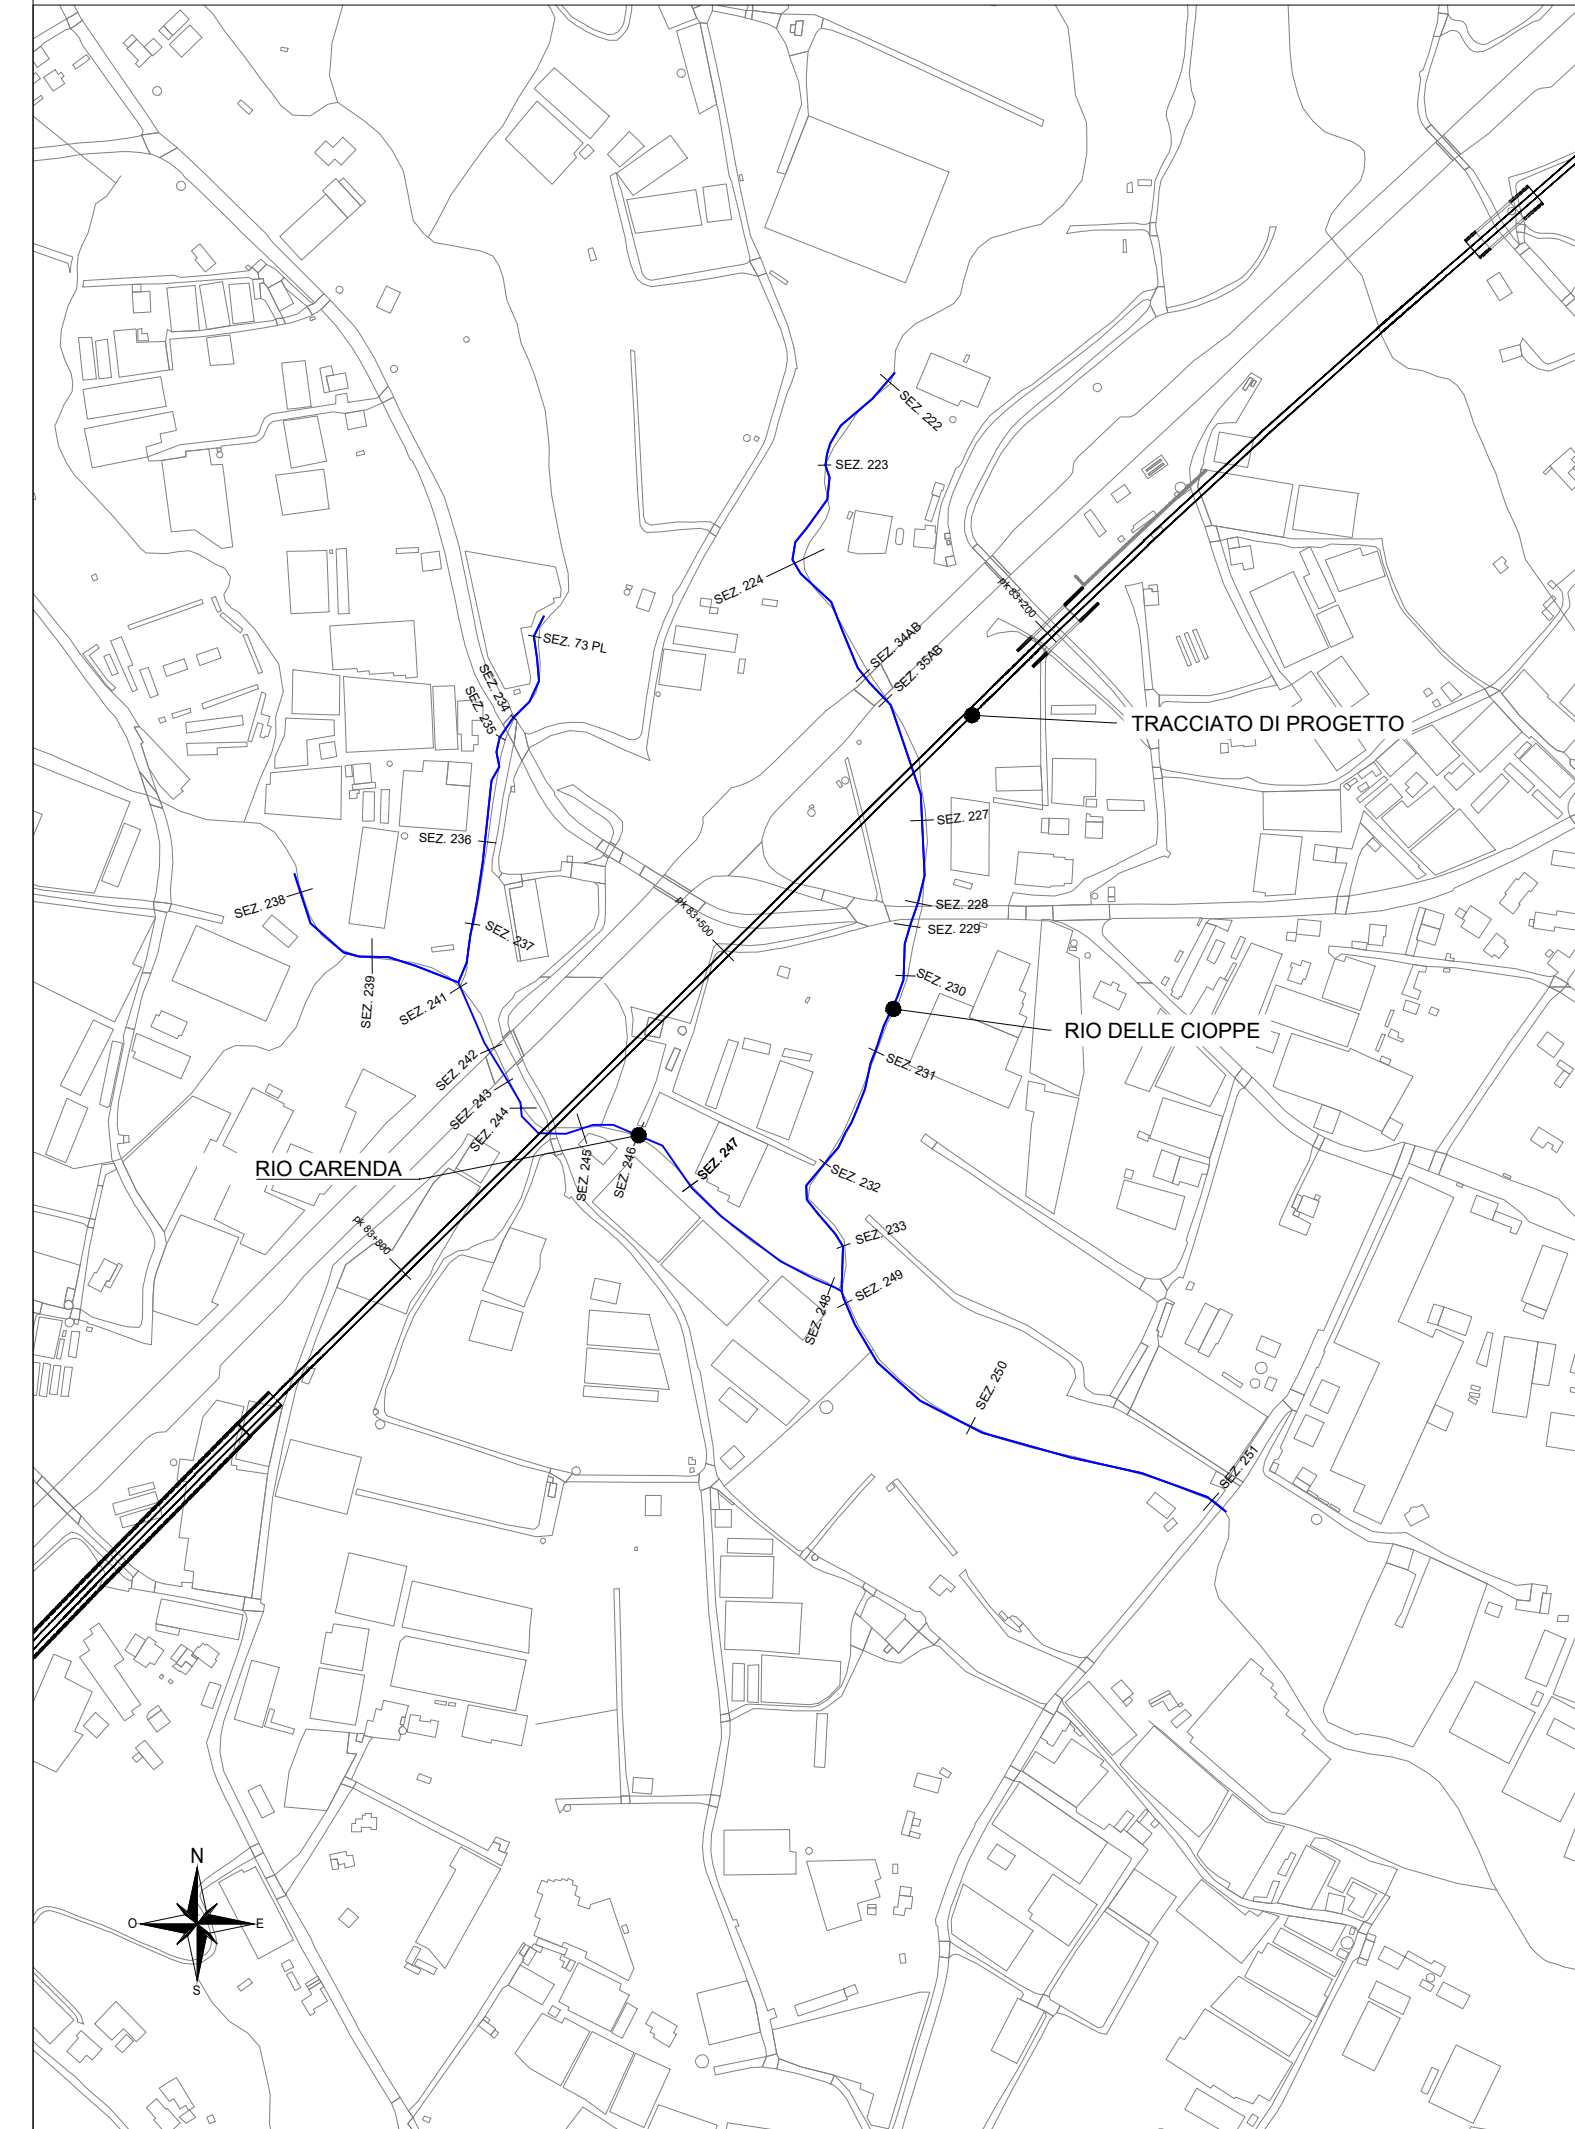 SEZ. 222
SEZ. 223
SEZ. 224
pk 83+200
SEZ. 34AB
SEZ. 35AB
SEZ. 73 PL
SEZ. 234
SEZ. 235
TRACCIATO DI PROGETTO
SEZ. 227
SEZ. 236
SEZ. 238
SEZ. 228
pk 83+500
SEZ. 229
SEZ. 237
SEZ. 239
SEZ. 241
SEZ. 230
RIO DELLE CIOPPE
SEZ. 242
SEZ. 231
SEZ. 243
SEZ. 244
RIO CARENDA
SEZ. 245
SEZ. 246
SEZ. 247
SEZ. 232
pk 83+800
SEZ. 233
SEZ. 249
SEZ. 248
SEZ. 250
SEZ. 251
N
O
E
S